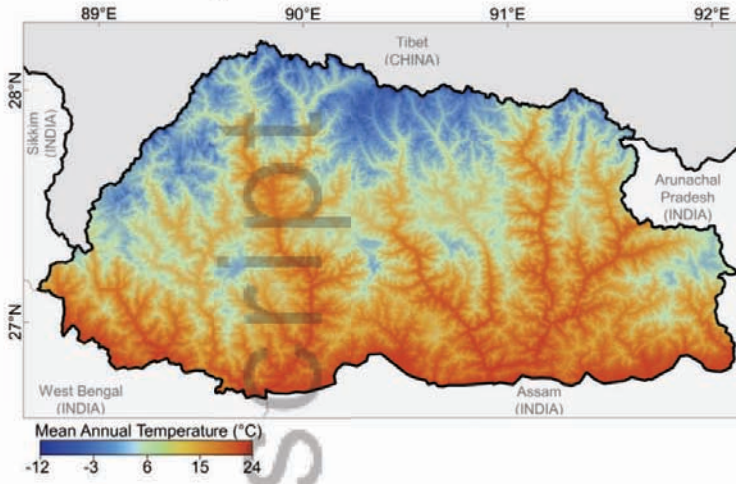 89°E 90°E 91°E 92°E
Tibet
(CHINA)
28°N
Sikkim
(INDIA)
Arunachal
Pradesh
(INDIA)
27°N
script
West Bengal
(INDIA)
Assam
(INDIA)
Mean Annual Temperature (°C)
-12 -3 6 15 24